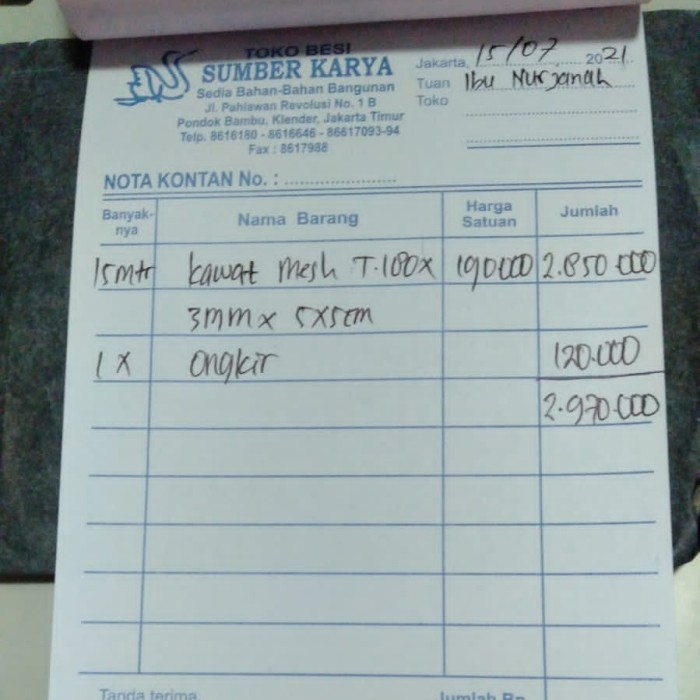 TOKO BESI
SUMBER KARYA
Sedia Bahan-Bahan Bangunan
Jl. Pahlawan Revolusi No. 1 B
Pondok Bambu, Klender, Jakarta Timur
Telp. 8616180 - 8616646 - 86617093-94
Fax : 8617988
Jakarta, 15/07 2021
Tuan Ibu Nurjanah
Toko
NOTA KONTAN No. :
Banyak-nya Nama Barang Harga Satuan Jumlah
15mtr kawat mesh T.100x 190000 2.850.000
3mm x 5x5cm
1 x ongkir 120.000
2.970.000
Tanda terima, Jumlah Rp